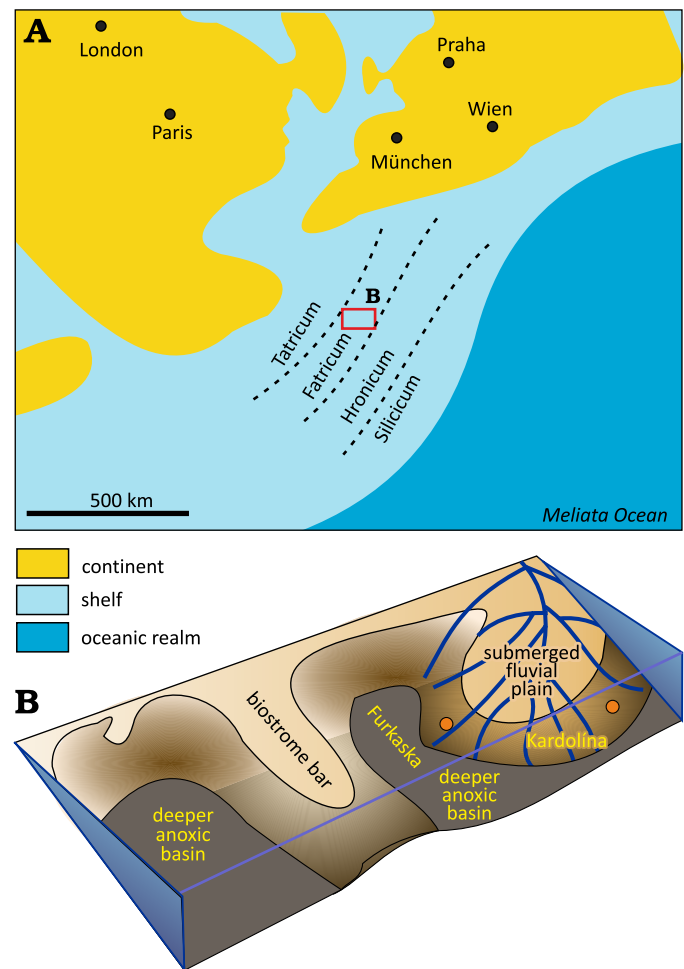 A
London
Praha
Paris
Wien
München
B
Tatricum
Fatricum
Hronicum
Silicicum
500 km
Meliata Ocean
continent
shelf
oceanic realm
B
submerged
fluvial
plain
biostrome bar
Furkaska
Kardolína
deeper
anoxic
basin
deeper
anoxic
basin